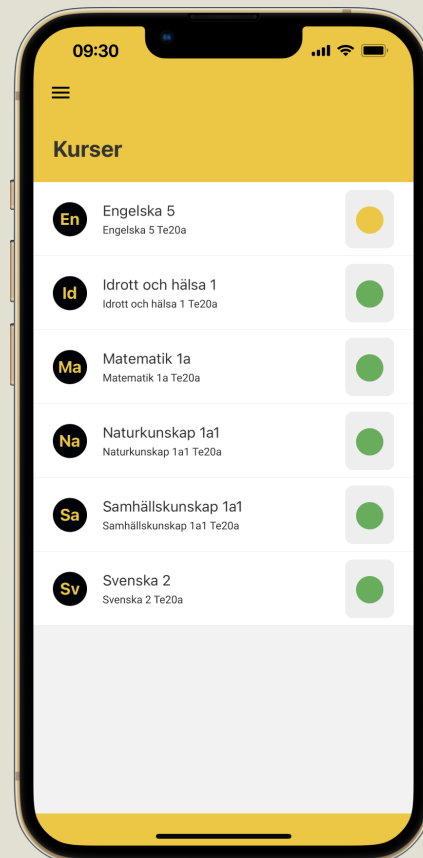 09:30
Kurser
En
Engelska 5
Engelska 5 Te20a
Id
Idrott och hälsa 1
Idrott och hälsa 1 Te20a
Ma
Matematik 1a
Matematik 1a Te20a
Na
Naturkunskap 1a1
Naturkunskap 1a1 Te20a
Sa
Samhällskunskap 1a1
Samhällskunskap 1a1 Te20a
Sv
Svenska 2
Svenska 2 Te20a